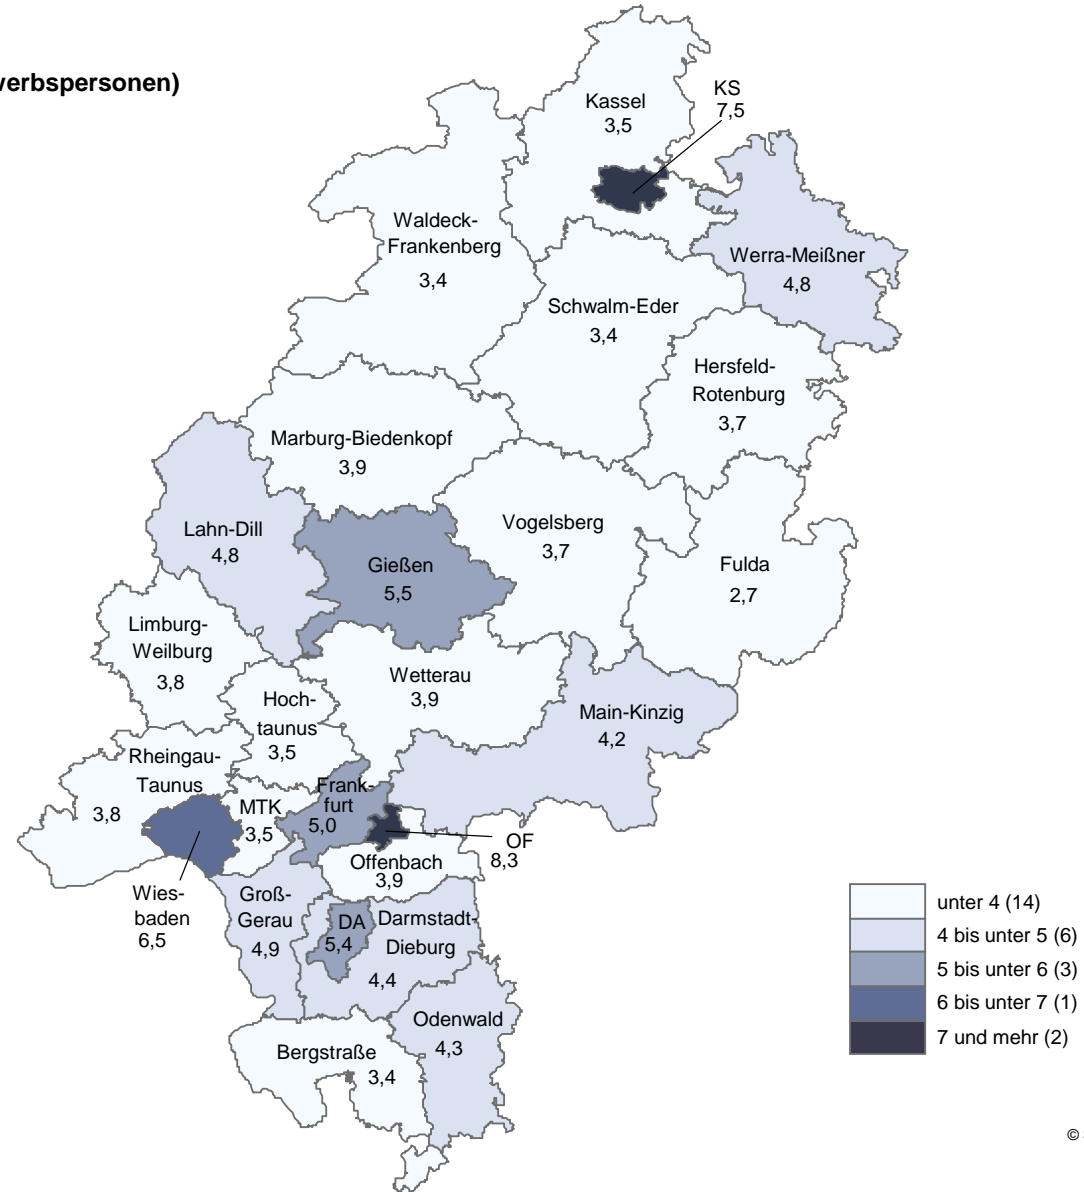 verbspersonen)
Kassel
3,5
KS
7,5
Waldeck-
Frankenberg
3,4
Werra-Meißner
4,8
Schwalm-Eder
3,4
Hersfeld-
Rotenburg
3,7
Marburg-Biedenkopf
3,9
Lahn-Dill
4,8
Vogelsberg
3,7
Gießen
5,5
Fulda
2,7
Limburg-
Weilburg
3,8
Wetterau
3,9
Hoch-
taunus
3,5
Main-Kinzig
4,2
Rheingau-
Taunus
3,8
Frank-
furt
5,0
MTK
3,5
OF
8,3
Offenbach
3,9
Wies-
baden
6,5
Groß-
Gerau
4,9
DA
5,4
Darmstadt-
Dieburg
4,4
Odenwald
4,3
Bergstraße
3,4
unter 4 (14)
4 bis unter 5 (6)
5 bis unter 6 (3)
6 bis unter 7 (1)
7 und mehr (2)
©